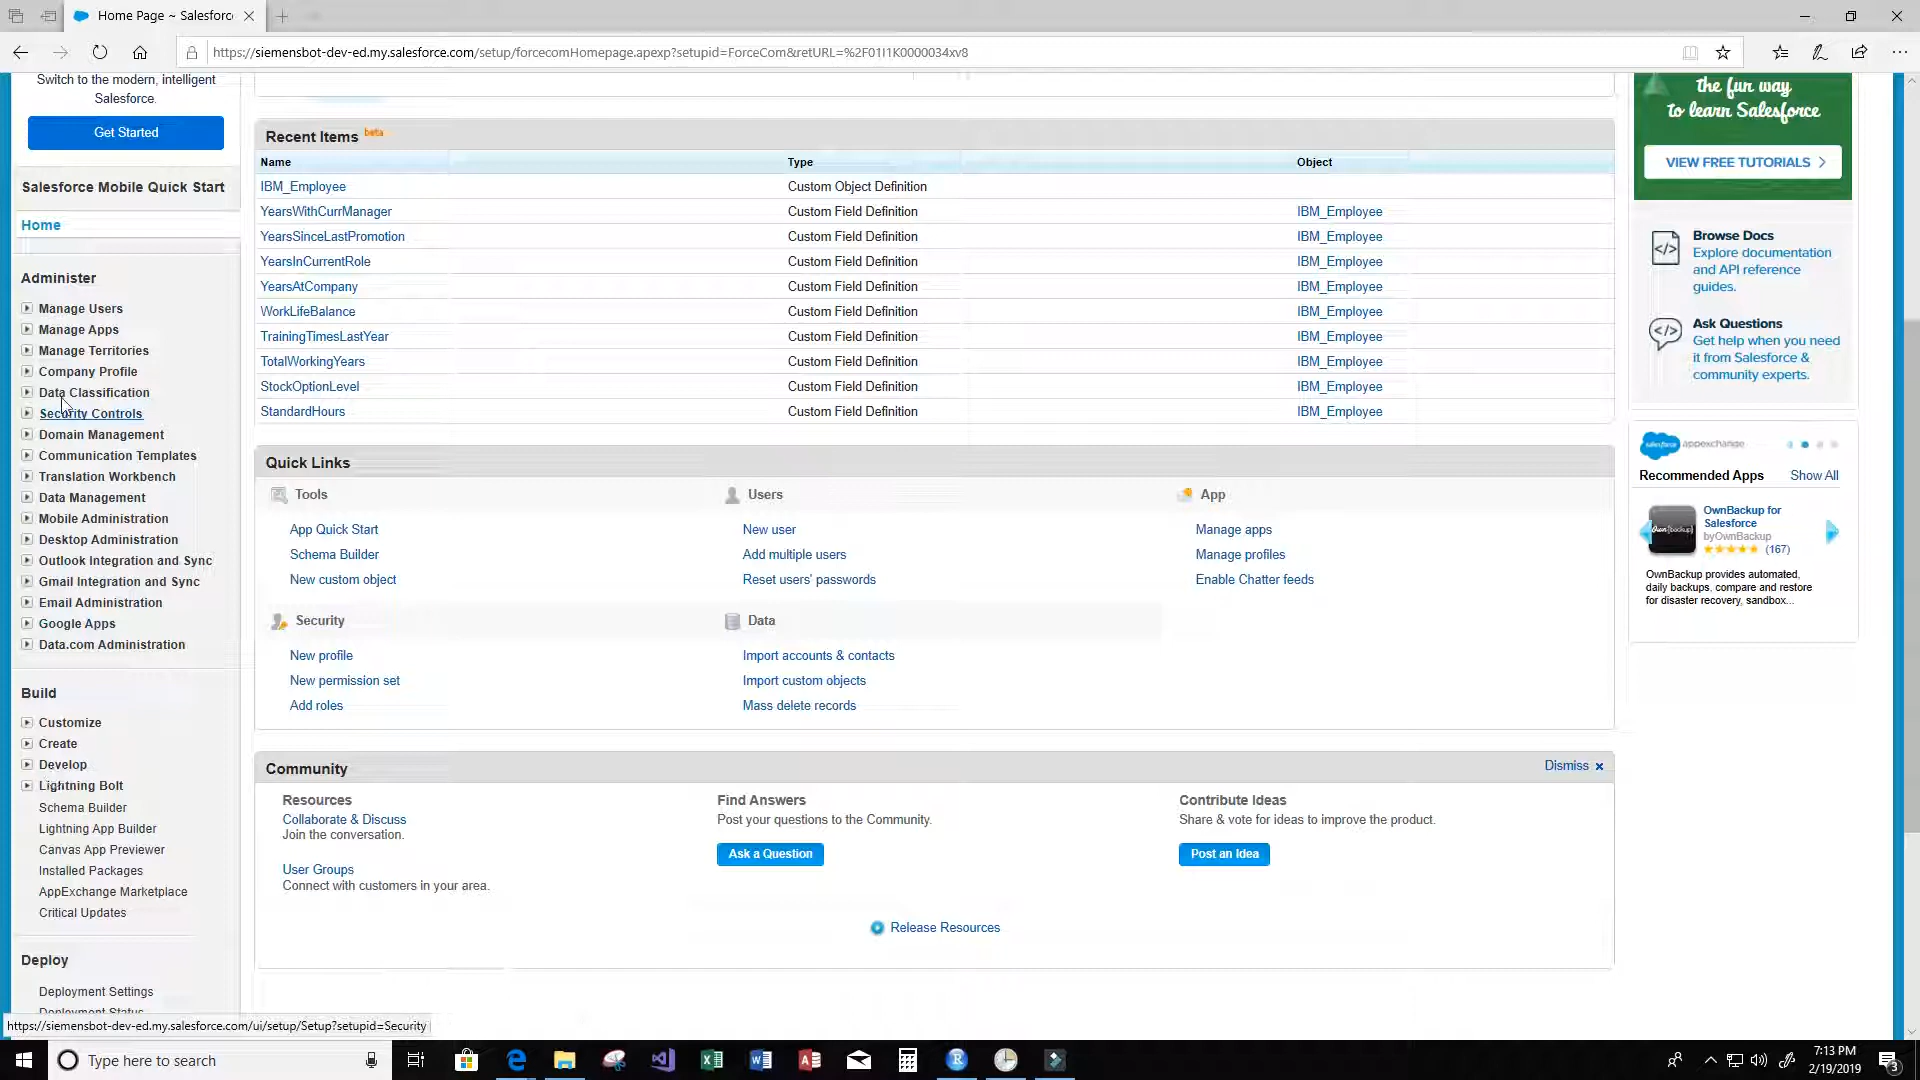 Home Page ~ Salesforc
https://siemensbot-dev-ed.my.salesforce.com/setup/forcecomHomepage.apexp?setupid=ForceCom&retURL=%2F01I1K0000034xv8
Switch to the modern, intelligent
Salesforce.
Get Started
Salesforce Mobile Quick Start
Home
Administer
Manage Users
Manage Apps
Manage Territories
Company Profile
Data Classification
Security Controls
Domain Management
Communication Templates
Translation Workbench
Data Management
Mobile Administration
Desktop Administration
Outlook Integration and Sync
Gmail Integration and Sync
Email Administration
Google Apps
Data.com Administration
Build
Customize
Create
Develop
Lightning Bolt
Schema Builder
Lightning App Builder
Canvas App Previewer
Installed Packages
AppExchange Marketplace
Critical Updates
Deploy
Deployment Settings
Deployment Status
https://siemensbot-dev-ed.my.salesforce.com/ui/setup/Setup?setupid=Security
Recent Items beta
Name Type Object
IBM_Employee Custom Object Definition
YearsWithCurrManager Custom Field Definition IBM_Employee
YearsSinceLastPromotion Custom Field Definition IBM_Employee
YearsInCurrentRole Custom Field Definition IBM_Employee
YearsAtCompany Custom Field Definition IBM_Employee
WorkLifeBalance Custom Field Definition IBM_Employee
TrainingTimesLastYear Custom Field Definition IBM_Employee
TotalWorkingYears Custom Field Definition IBM_Employee
StockOptionLevel Custom Field Definition IBM_Employee
StandardHours Custom Field Definition IBM_Employee
Quick Links
Tools
App Quick Start
Schema Builder
New custom object
Users
New user
Add multiple users
Reset users' passwords
App
Manage apps
Manage profiles
Enable Chatter feeds
Security
New profile
New permission set
Add roles
Data
Import accounts & contacts
Import custom objects
Mass delete records
Community
Dismiss
Resources
Collaborate & Discuss
Join the conversation.
User Groups
Connect with customers in your area.
Find Answers
Post your questions to the Community.
Ask a Question
Contribute Ideas
Share & vote for ideas to improve the product.
Post an Idea
Release Resources
the fun way
to learn Salesforce
VIEW FREE TUTORIALS
Browse Docs
Explore documentation
and API reference
guides.
Ask Questions
Get help when you need
it from Salesforce &
community experts.
salesforce appexchange
Recommended Apps Show All
Own{backup}
OwnBackup for
Salesforce
byOwnBackup
(167)
OwnBackup provides automated,
daily backups, compare and restore
for disaster recovery, sandbox...
Type here to search
7:13 PM
2/19/2019
3